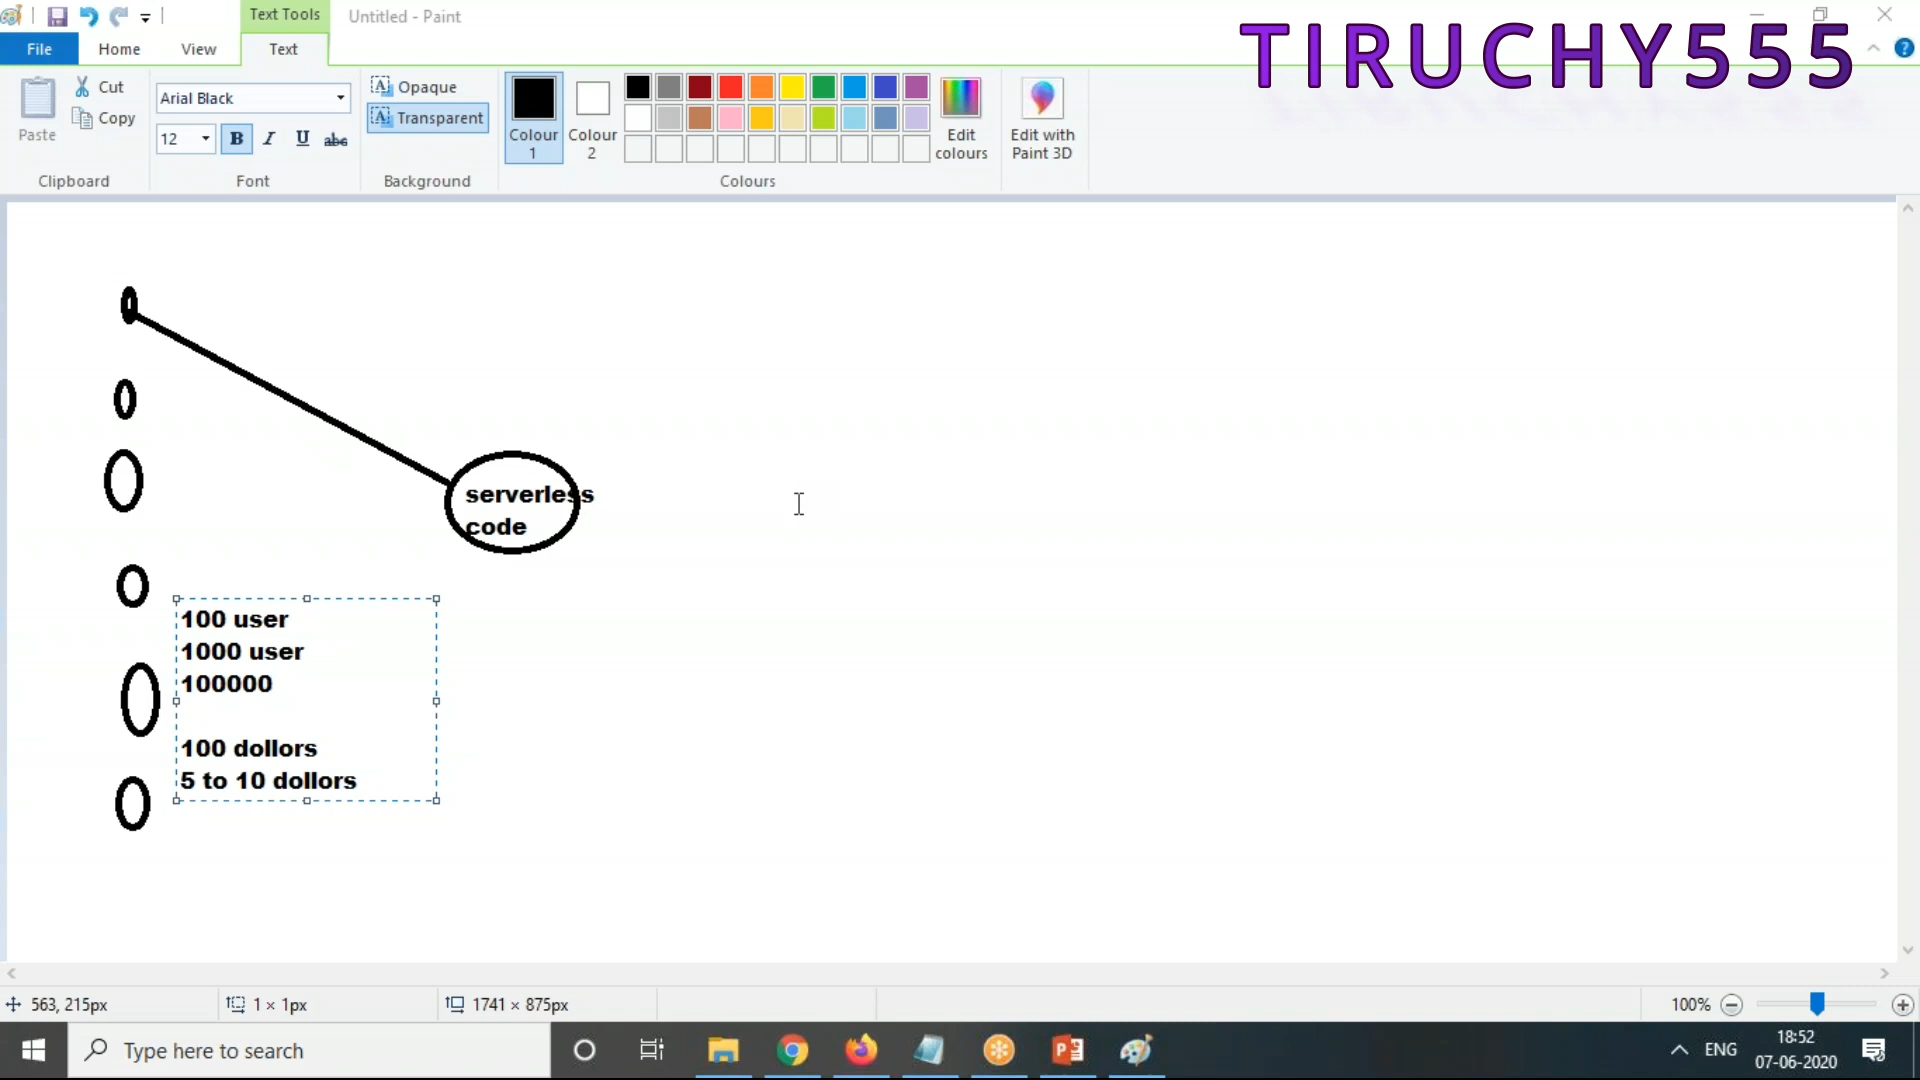 Text Tools
Untitled - Paint
TIRUCHY555
File
Home
View
Text
Paste
Cut
Copy
Clipboard
Arial Black
12
B
I
U
abc
Font
Opaque
Transparent
Background
Colour
1
Colour
2
Edit
colours
Colours
Edit with
Paint 3D
serverless
code
100 user
1000 user
100000
100 dollors
5 to 10 dollors
563, 215px
1 × 1px
1741 × 875px
100%
Type here to search
ENG
18:52
07-06-2020